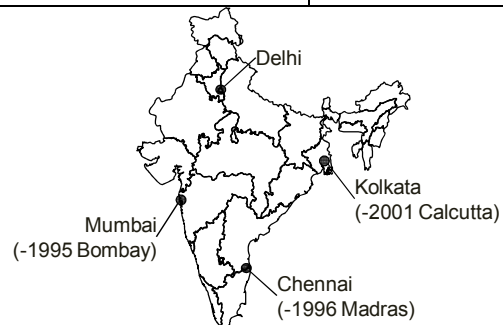 Delhi
Kolkata
(-2001 Calcutta)
Mumbai
(-1995 Bombay)
Chennai
(-1996 Madras)